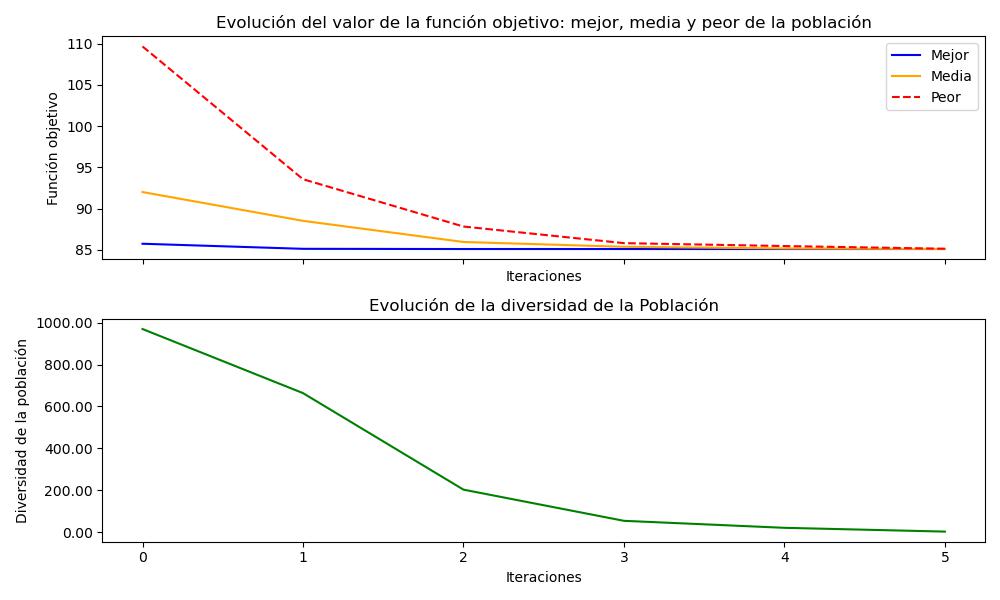 Evolución del valor de la función objetivo: mejor, media y peor de la población
110
105
100
95
90
85
Función objetivo
Mejor
Media
Peor
Iteraciones
Evolución de la diversidad de la Población
1000.00
800.00
600.00
400.00
200.00
0.00
Diversidad de la población
0 1 2 3 4 5
Iteraciones